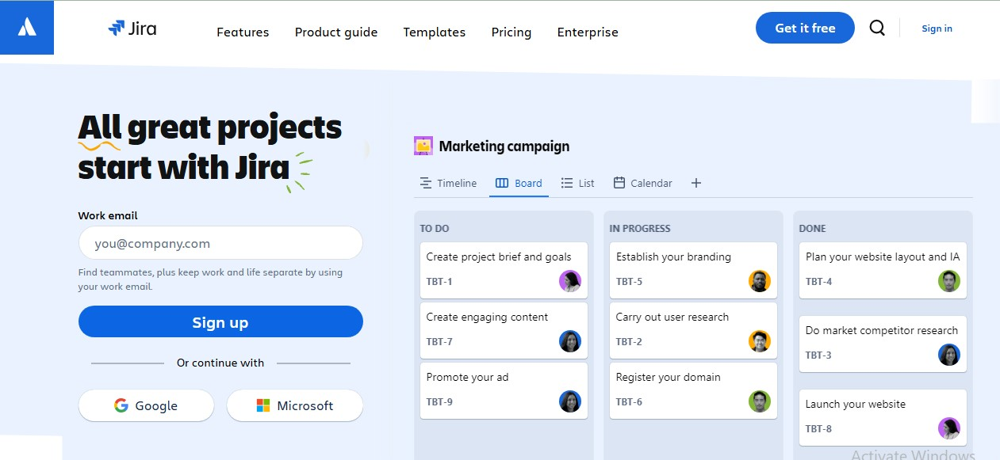 Jira
Features
Product guide
Templates
Pricing
Enterprise
Get it free
Sign in
All great projects
start with Jira
Work email
you@company.com
Find teammates, plus keep work and life separate by using
your work email.
Sign up
Or continue with
Google
Microsoft
Marketing campaign
Timeline
Board
List
Calendar
TO DO
Create project brief and goals
TBT-1
Create engaging content
TBT-7
Promote your ad
TBT-9
IN PROGRESS
Establish your branding
TBT-5
Carry out user research
TBT-2
Register your domain
TBT-6
DONE
Plan your website layout and IA
TBT-4
Do market competitor research
TBT-3
Launch your website
TBT-8
Activate Windows